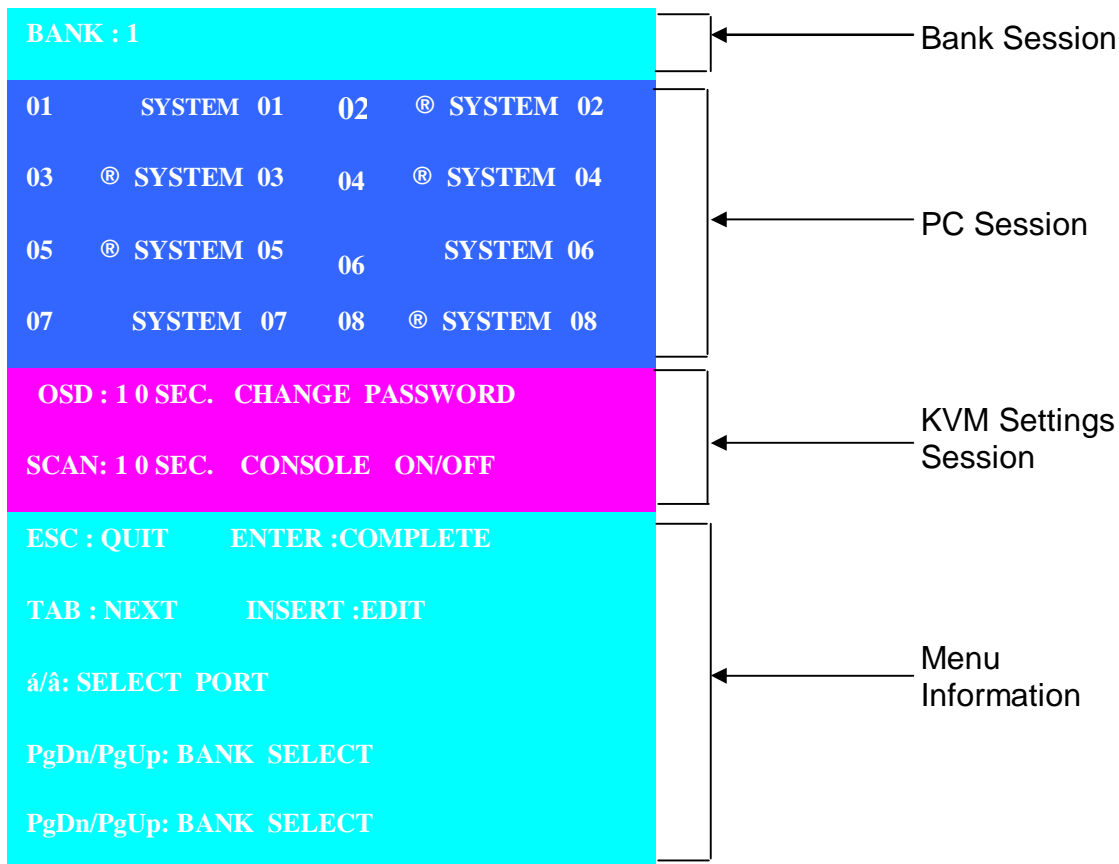 BANK : 1
Bank Session
01 SYSTEM 01 02 ® SYSTEM 02
03 ® SYSTEM 03 04 ® SYSTEM 04
PC Session
05 ® SYSTEM 05 06 SYSTEM 06
07 SYSTEM 07 08 ® SYSTEM 08
OSD : 1 0 SEC. CHANGE PASSWORD
SCAN: 1 0 SEC. CONSOLE ON/OFF
KVM Settings
Session
ESC : QUIT ENTER :COMPLETE
TAB : NEXT INSERT :EDIT
á/â: SELECT PORT
PgDn/PgUp: BANK SELECT
PgDn/PgUp: BANK SELECT
Menu
Information